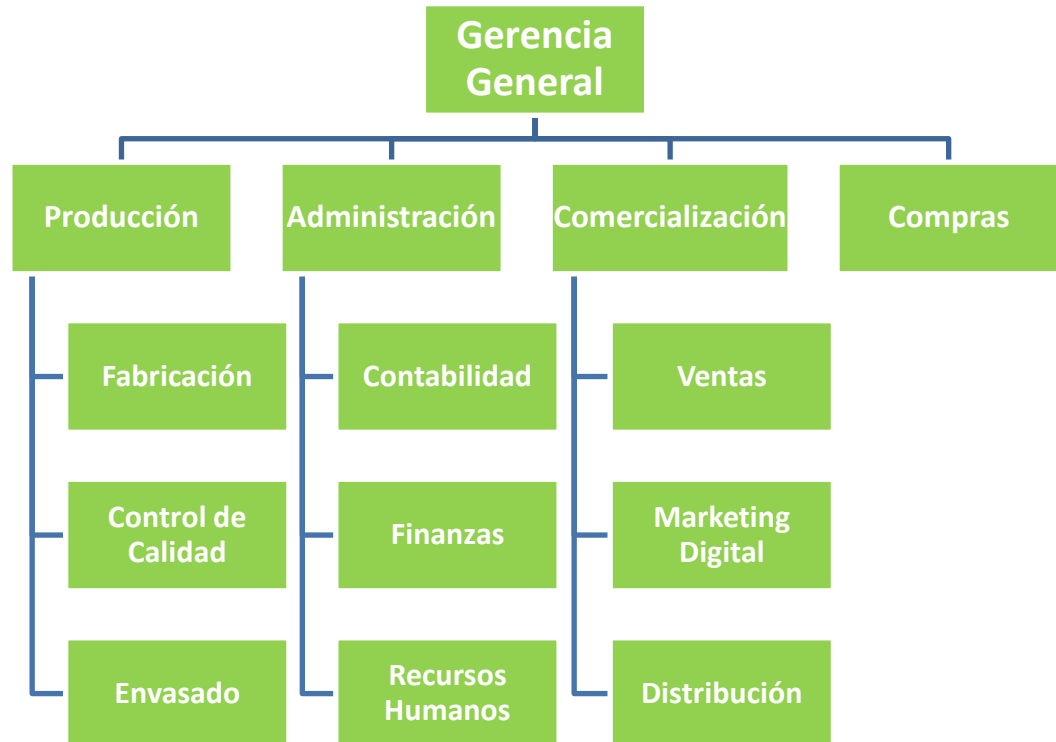 Gerencia
General
Producción
Administración
Comercialización
Compras
Fabricación
Contabilidad
Ventas
Control de
Calidad
Finanzas
Marketing
Digital
Envasado
Recursos
Humanos
Distribución